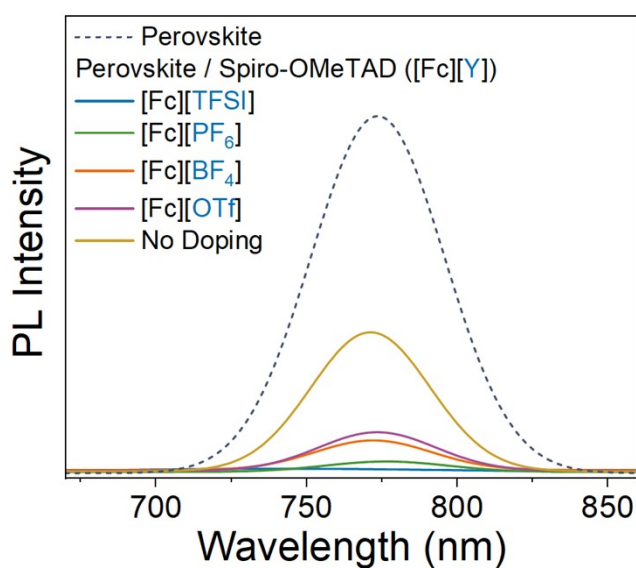 Perovskite
Perovskite / Spiro-OMeTAD ([Fc][Y])
[Fc][TFSI]
[Fc][PF₆]
[Fc][BF₄]
[Fc][OTf]
No Doping
PL Intensity
700 750 800 850
Wavelength (nm)